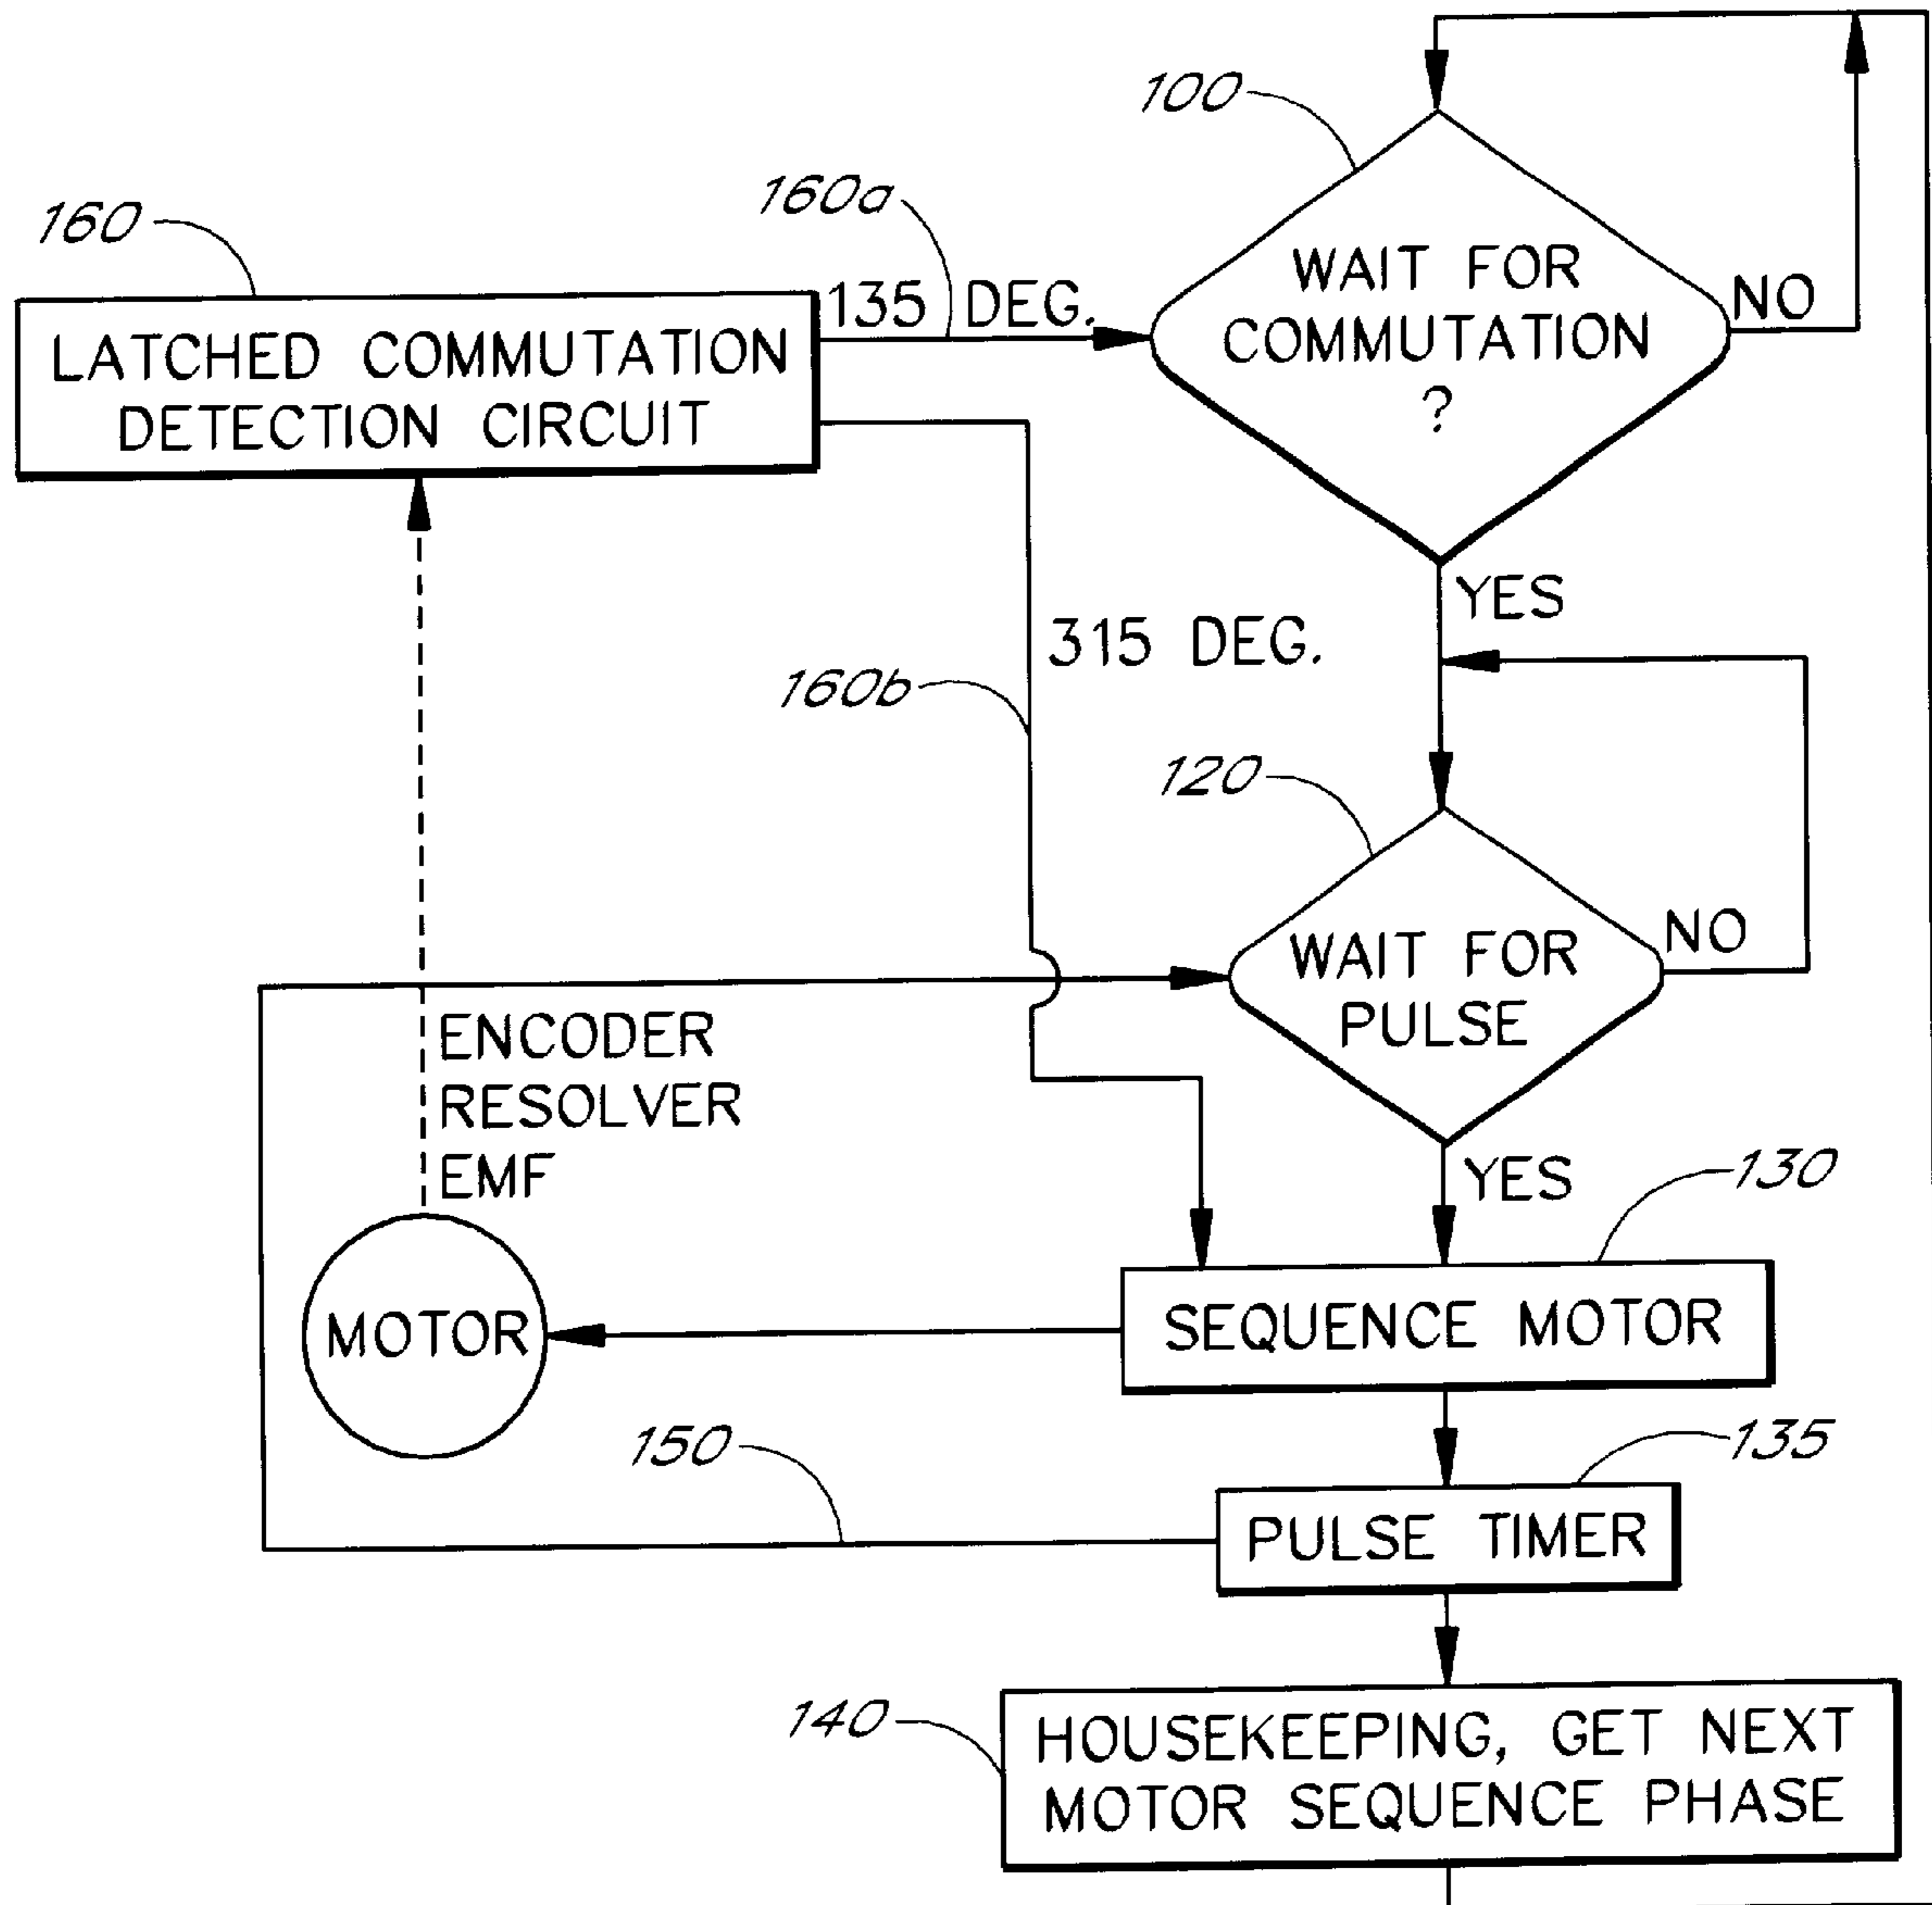 100
160a
160
135 DEG.
WAIT FOR
COMMUTATION
?
NO
LATCHED COMMUTATION
DETECTION CIRCUIT
YES
315 DEG.
160b
120
NO
WAIT FOR
PULSE
ENCODER
RESOLVER
EMF
YES
130
MOTOR
SEQUENCE MOTOR
150
135
PULSE TIMER
140
HOUSEKEEPING, GET NEXT
MOTOR SEQUENCE PHASE